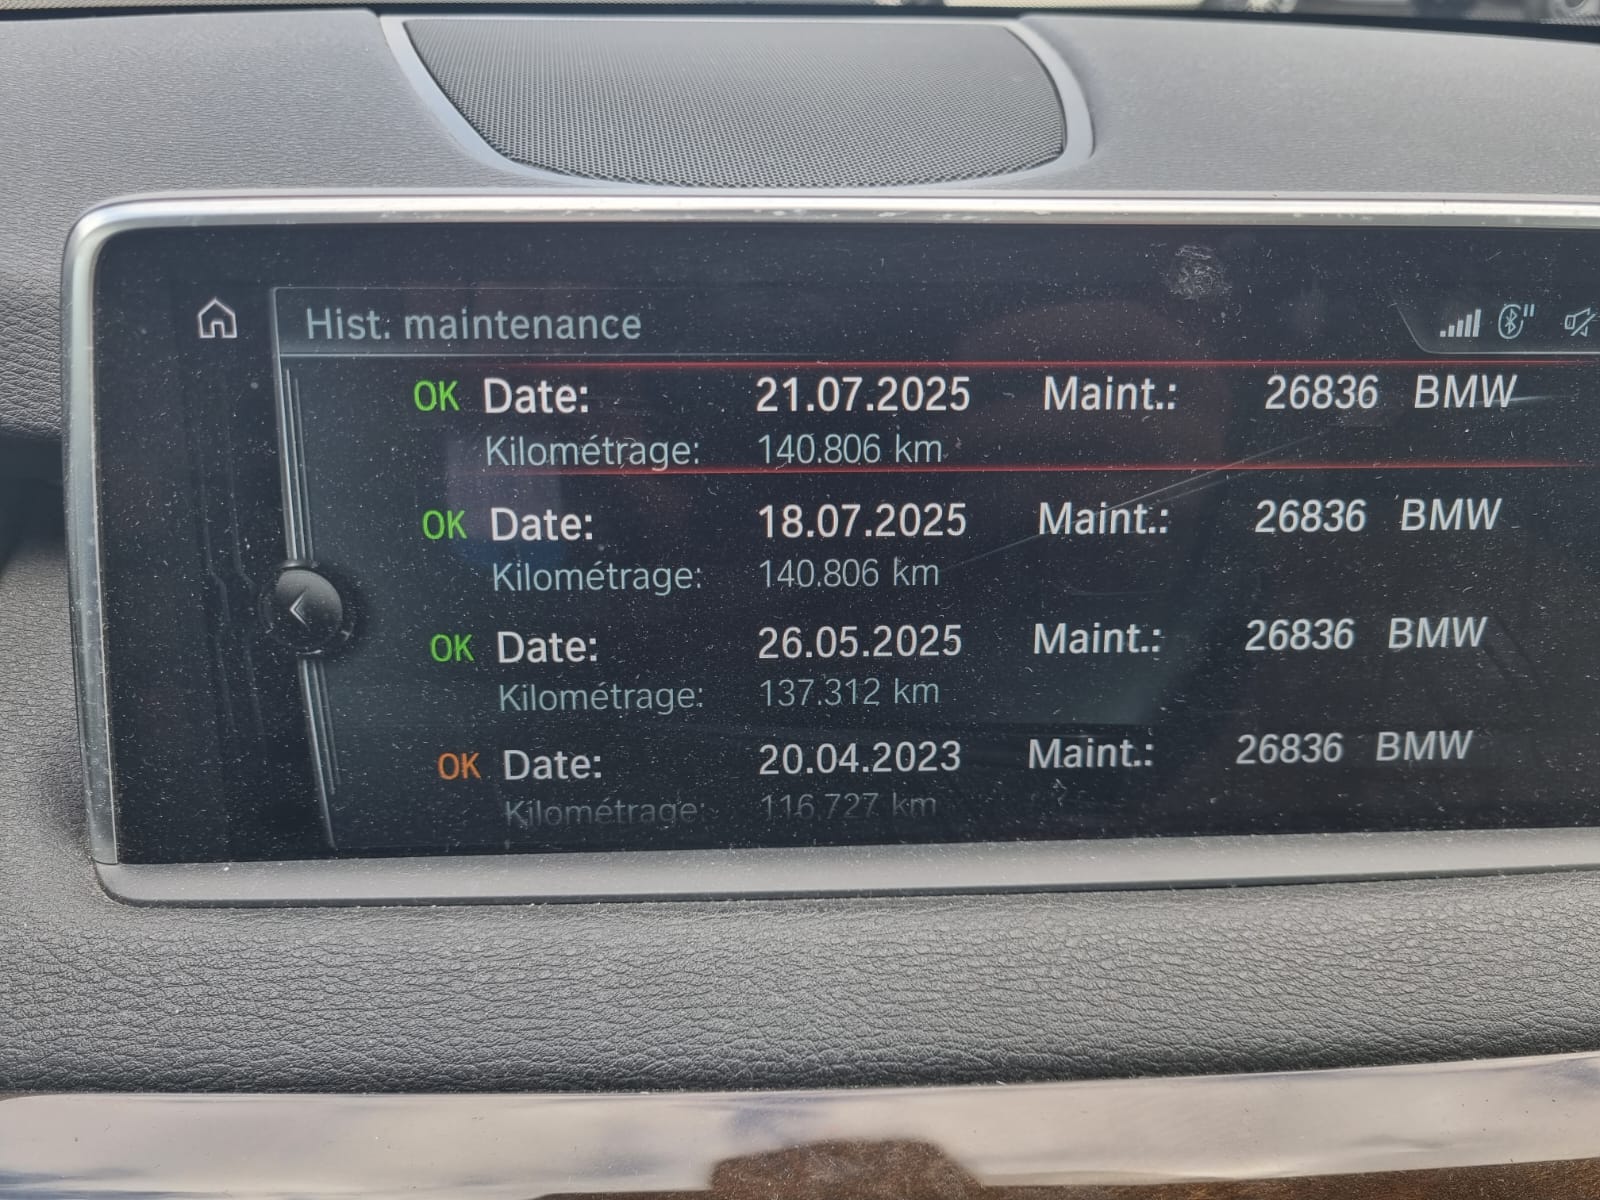 Hist. maintenance
OK Date: 21.07.2025 Maint.: 26836 BMW
Kilométrage: 140.806 km
OK Date: 18.07.2025 Maint.: 26836 BMW
Kilométrage: 140.806 km
OK Date: 26.05.2025 Maint.: 26836 BMW
Kilométrage: 137.312 km
OK Date: 20.04.2023 Maint.: 26836 BMW
Kilométrage: 116.727 km